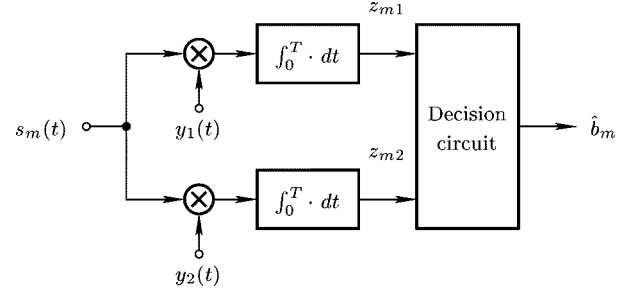 z_{m1}
∫_0^T · dt
s_m(t)
y_1(t)
Decision
circuit
b̂_m
z_{m2}
∫_0^T · dt
y_2(t)